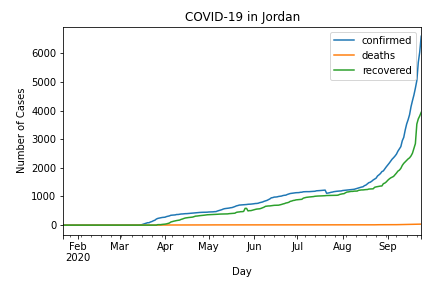 COVID-19 in Jordan
confirmed
deaths
recovered
6000
5000
4000
3000
2000
1000
0
Number of Cases
Feb Mar Apr May Jun Jul Aug Sep
2020
Day